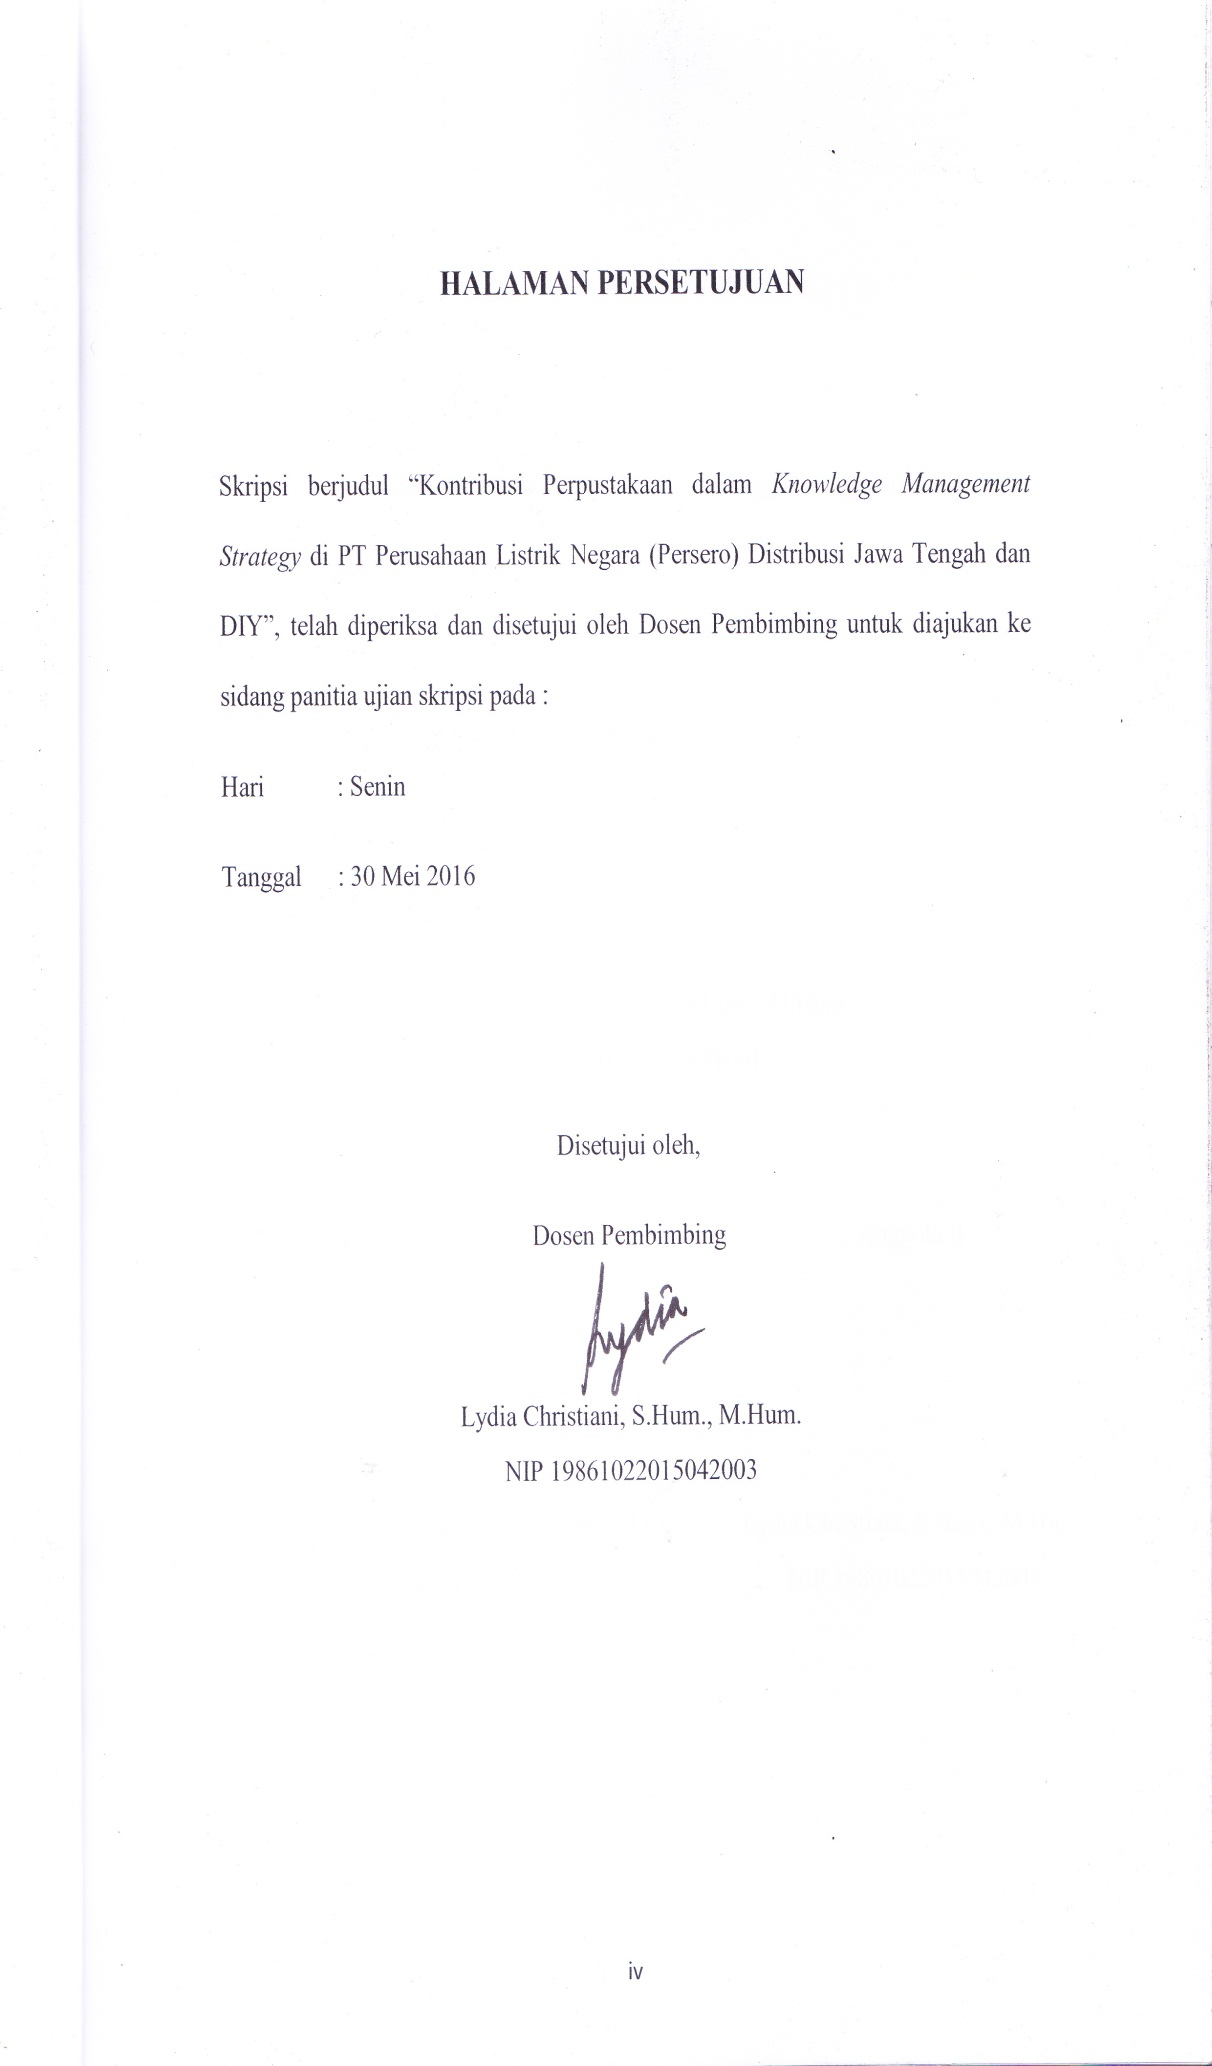 HALAMAN PERSETUJUAN
Skripsi berjudul “Kontribusi Perpustakaan dalam Knowledge Management
Strategy di PT Perusahaan Listrik Negara (Persero) Distribusi Jawa Tengah dan
DIY”, telah diperiksa dan disetujui oleh Dosen Pembimbing untuk diajukan ke
sidang panitia ujian skripsi pada :
Hari : Senin
Tanggal : 30 Mei 2016
Disetujui oleh,
Dosen Pembimbing
Lydia
Lydia Christiani, S.Hum., M.Hum.
NIP 19861022015042003
iv